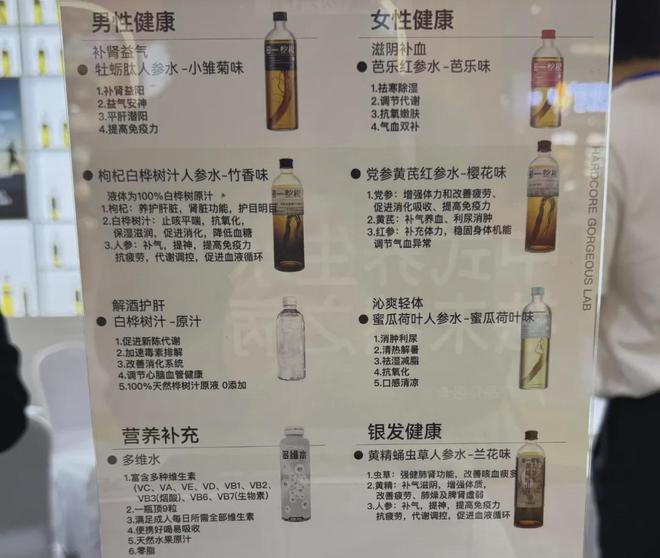 男性健康
补肾益气
牡蛎肽人参水-小雏菊味
1.补肾益阳
2.益气安神
3.平肝潜阳
4.提高免疫力
枸杞白桦树汁人参水-竹香味
液体为100%白桦树原汁
1.枸杞：养护肝脏，肾脏功能，护目明目
2.白桦树汁：止咳平喘，抗氧化，
保湿滋润，促进消化，降低血糖
3.人参：补气，提神，提高免疫力
抗疲劳，代谢调控，促进血液循环
解酒护肝
白桦树汁-原汁
1.促进新陈代谢
2.加速毒素排解
3.改善消化系统
4.调节心脑血管健康
5.100%天然桦树汁原液 0添加
营养补充
多维水
1.富含多种维生素
（VC、VA、VE、VD、VB1、VB2、
VB3(烟酸)、VB6、VB7(生物素)
2.一瓶顶9粒
3.满足成人每日所需全部维生素
4.便携好喝易吸收
5.天然水果原汁
6.零脂
多维水
女性健康
滋阴补血
芭乐红参水-芭乐味
1.祛寒除湿
2.调节代谢
3.抗氧嫩肤
4.气血双补
党参黄芪红参水-樱花味
1.党参：增强体力和改善疲劳、
促进消化吸收、提高免疫力
2.黄芪：补气养血、利尿消肿
3.红参：补充体力，稳固身体机能
调节气血异常
沁爽轻体
蜜瓜荷叶人参水-蜜瓜荷叶味
1.消肿利尿
2.清热解暑
3.祛湿减脂
4.抗氧化
5.口感清凉
银发健康
黄精蛹虫草人参水-兰花味
1.虫草：强健肺肾功能，改善咳血痰多
2.黄精：补气滋阴，增强体质，
改善疲劳、肺燥及脾肾虚弱
3.人参：补气，提神，提高免疫力
抗疲劳，代谢调控，促进血液循环
HARDCORE GORGEOUS LAB